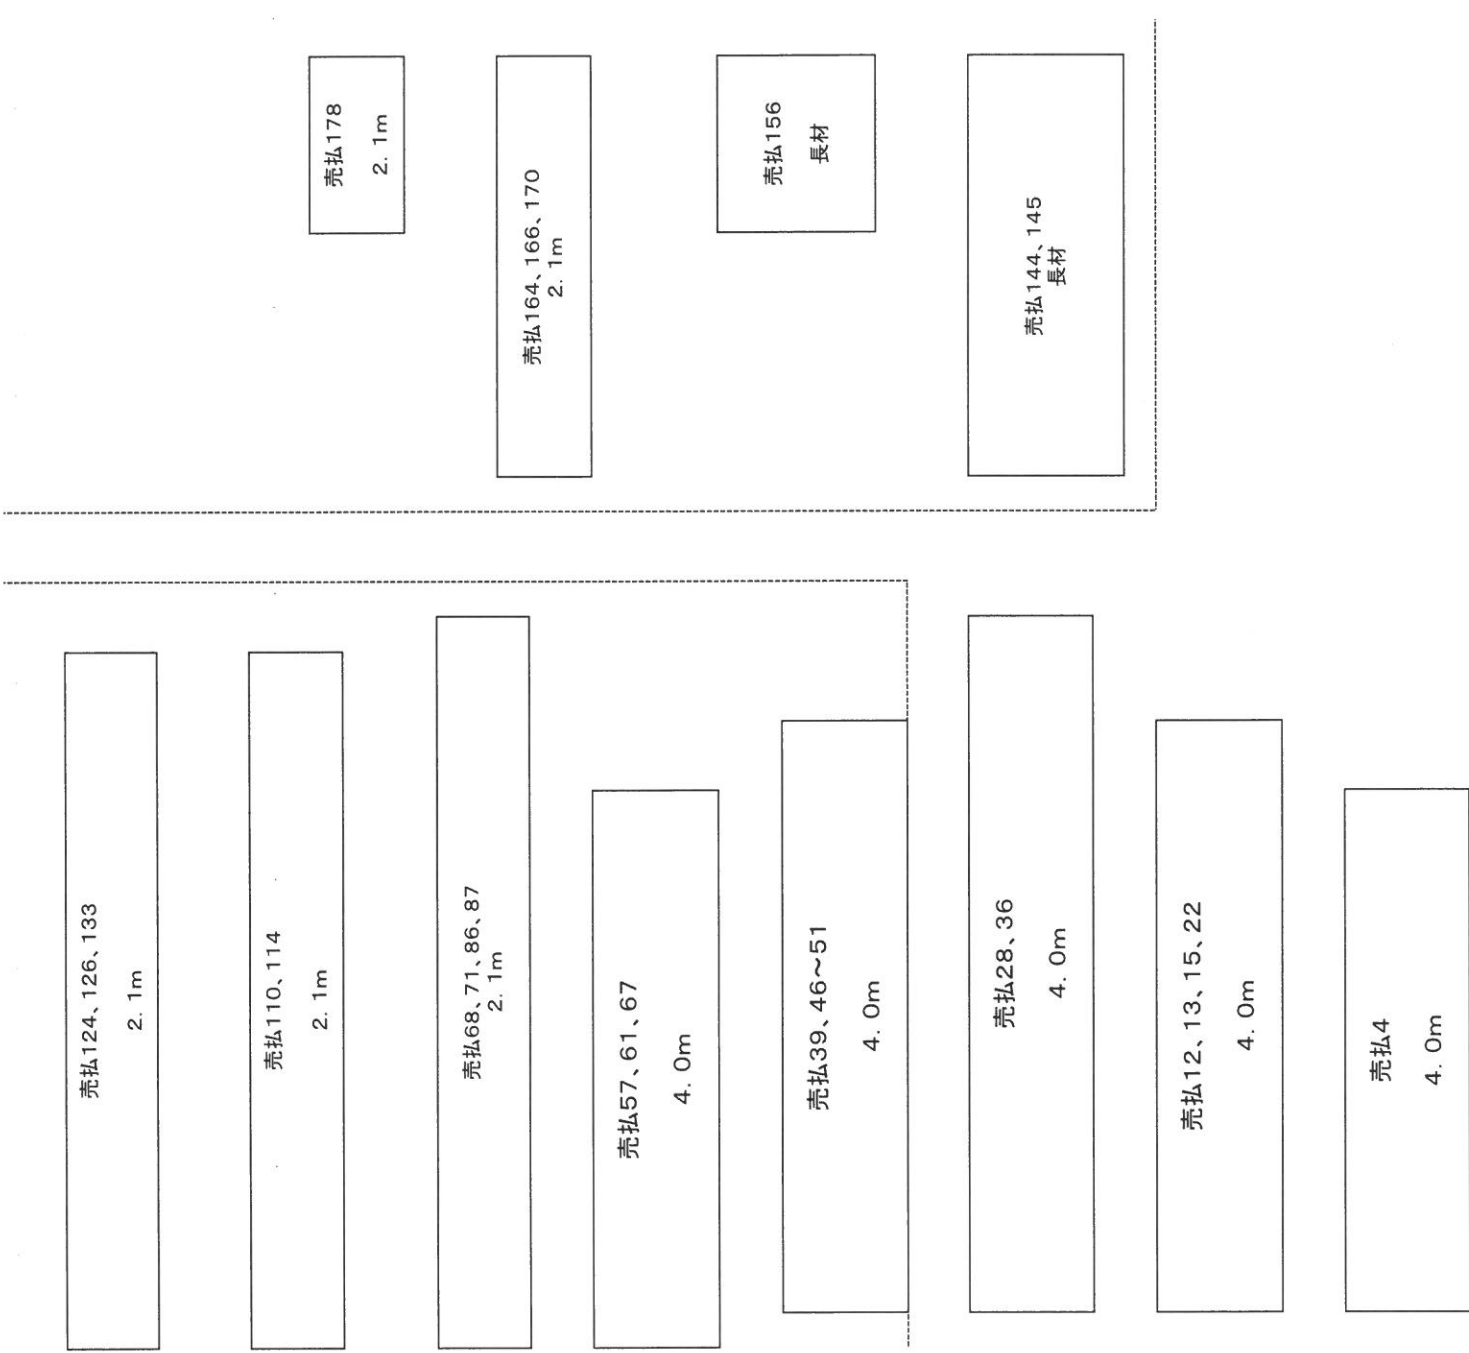 売払178
2. 1m
売払164、166、170
2. 1m
売払156
長材
売払144、145
長材
売払124、126、133
2. 1m
売払110、114
2. 1m
売払68、71、86、87
2. 1m
売払57、61、67
4. 0m
売払39、46～51
4. 0m
売払28、36
4. 0m
売払12、13、15、22
4. 0m
売払4
4. 0m